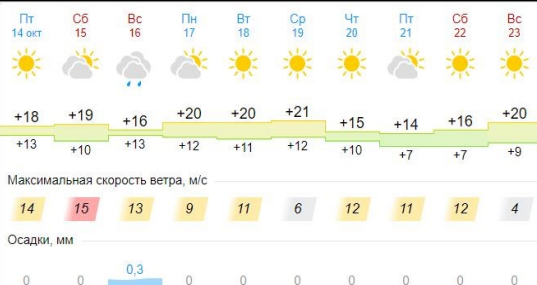 Пт Сб Вс Пн Вт Ср Чт Пт Сб Вс
14 окт 15 16 17 18 19 20 21 22 23
+18 +19 +16 +20 +20 +21 +15 +14 +16 +20
+13 +10 +13 +12 +11 +12 +10 +7 +7 +9
Максимальная скорость ветра, м/с
14 15 13 9 11 6 12 11 12 4
Осадки, мм
0 0 0,3 0 0 0 0 0 0 0